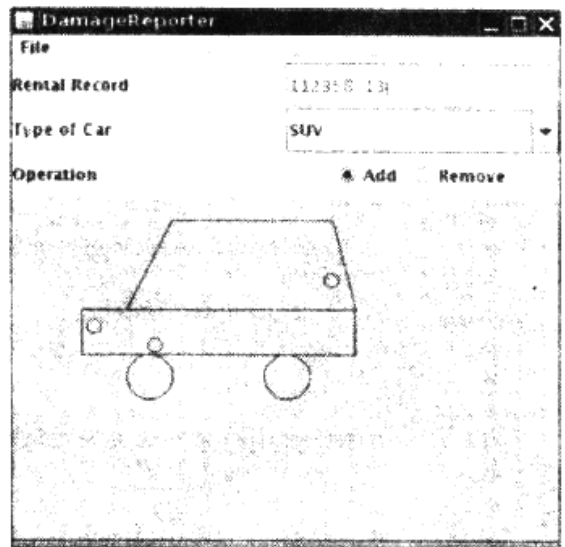 DamageReporter
File
Rental Record
Type of Car SUV
Operation Add Remove